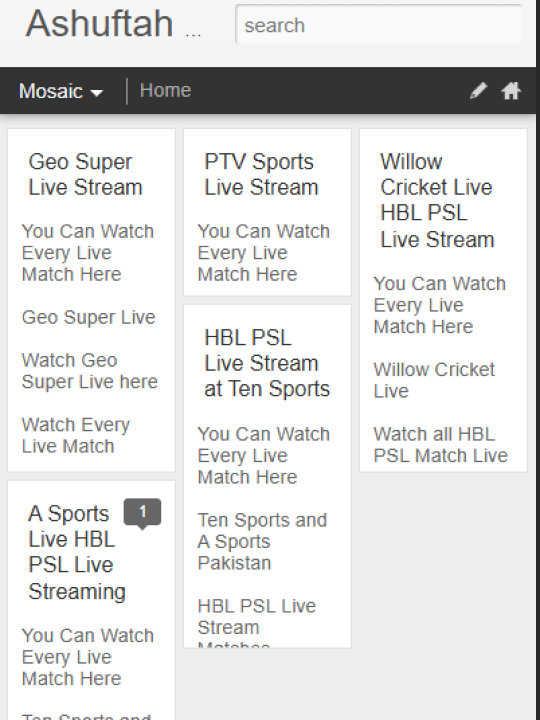 Ashuftah ...
search
Mosaic
Home
Geo Super
Live Stream
You Can Watch
Every Live
Match Here
Geo Super Live
Watch Geo
Super Live here
Watch Every
Live Match
PTV Sports
Live Stream
You Can Watch
Every Live
Match Here
Willow
Cricket Live
HBL PSL
Live Stream
You Can Watch
Every Live
Match Here
Willow Cricket
Live
Watch all HBL
PSL Match Live
HBL PSL
Live Stream
at Ten Sports
You Can Watch
Every Live
Match Here
Ten Sports and
A Sports
Pakistan
HBL PSL Live
Stream
Matches
A Sports
Live HBL
PSL Live
Streaming
1
You Can Watch
Every Live
Match Here
Ten Sports and